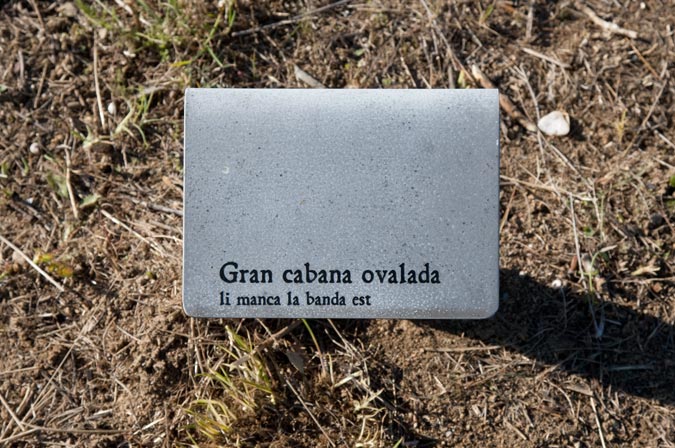 Gran cabana ovalada
li manca la banda est